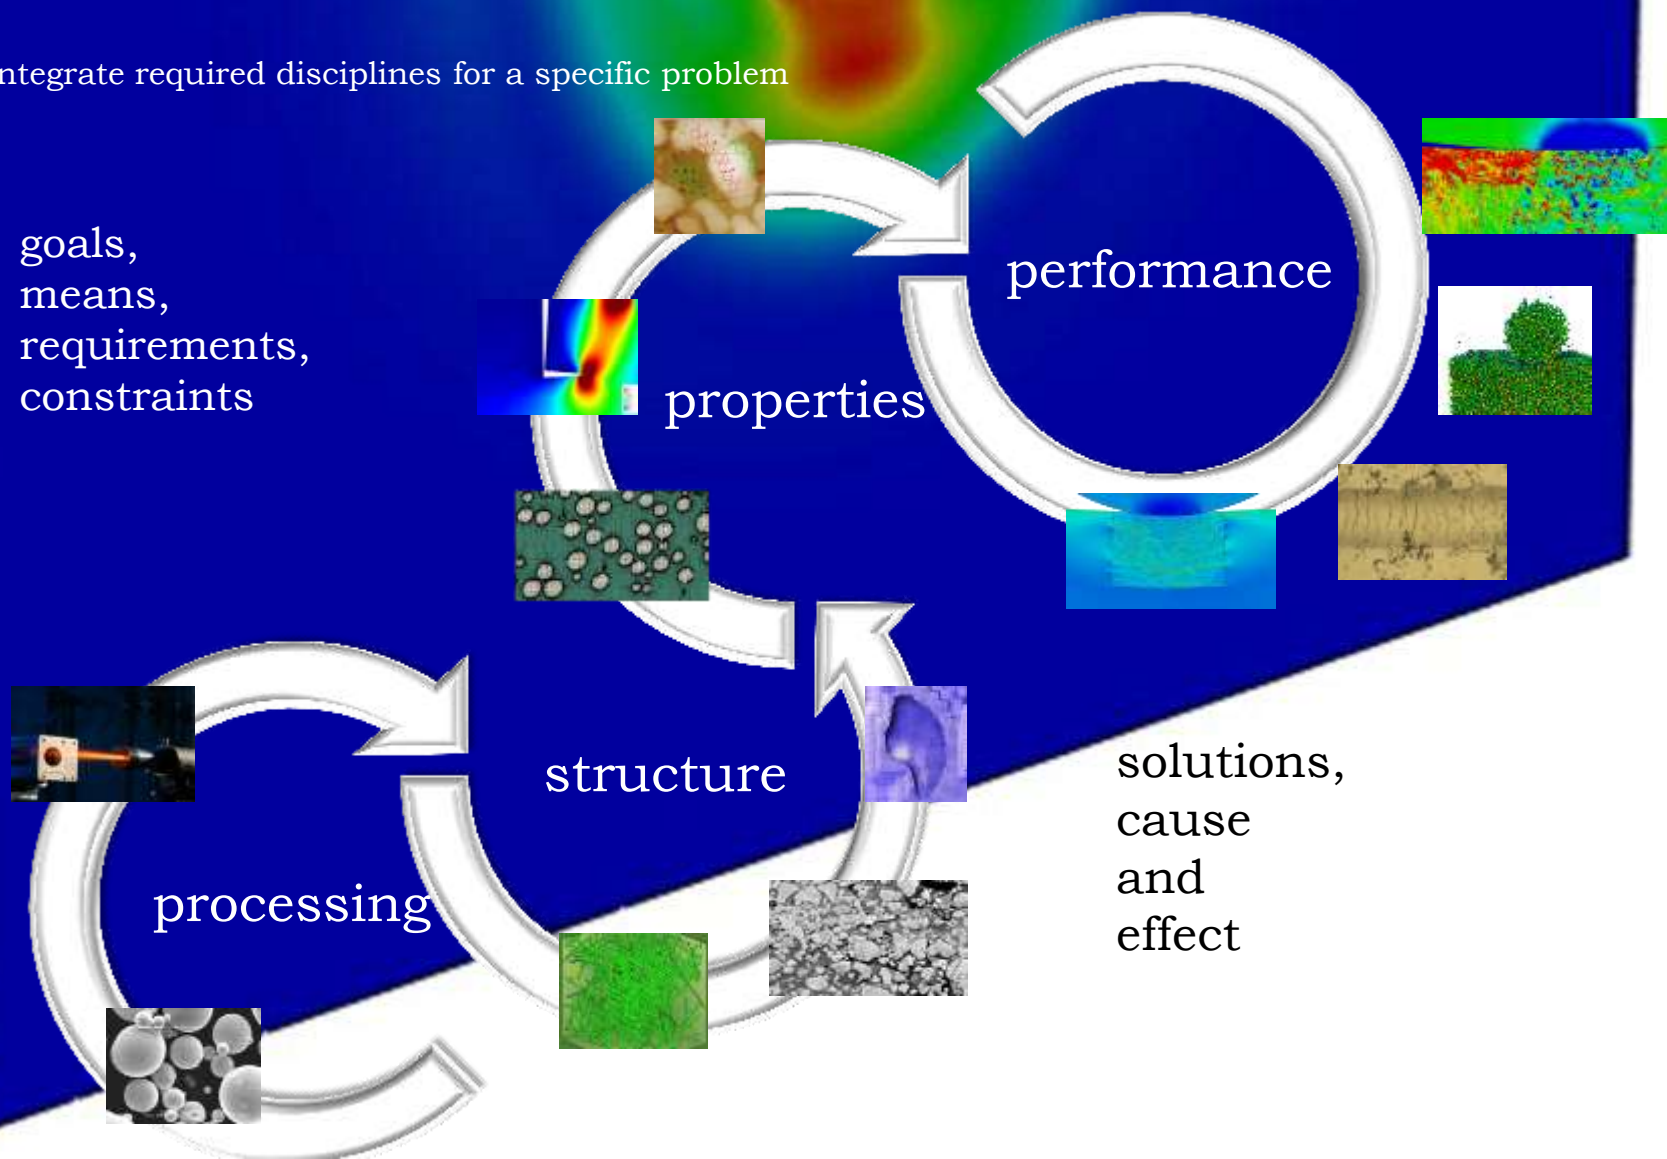 ntegrate required disciplines for a specific problem
goals,
means,
requirements,
constraints
performance
properties
structure
processing
solutions,
cause
and
effect